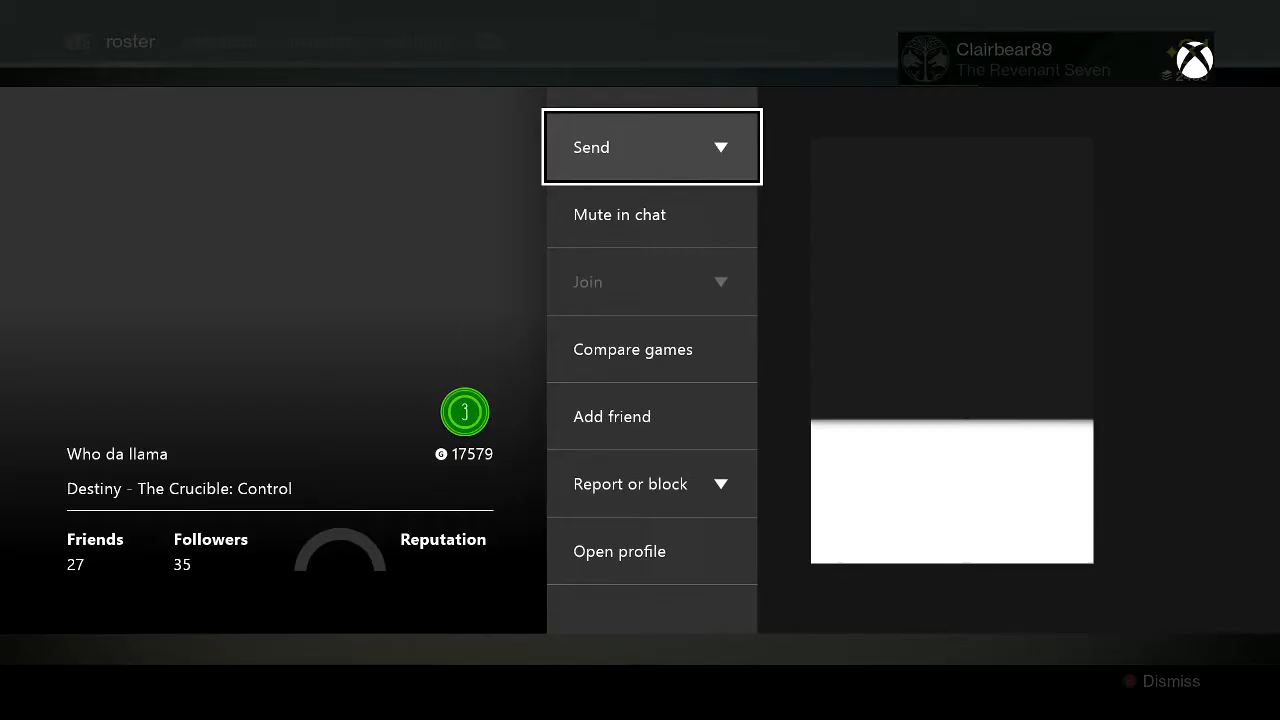 roster
Clairbear89
The Revenant Seven
Send
Mute in chat
Join
Compare games
Add friend
Report or block
Open profile
3
Who da llama
G 17579
Destiny - The Crucible: Control
Friends
Followers
Reputation
27
35
Dismiss